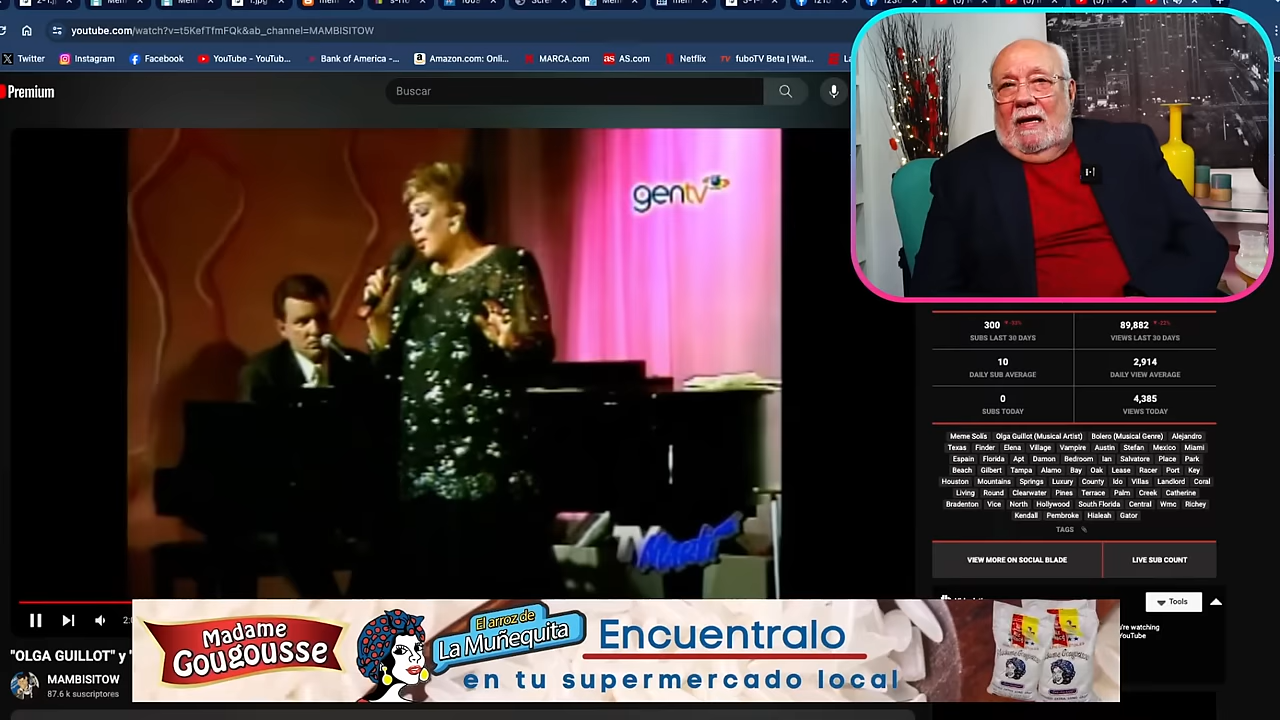 youtube.com/watch?v=t5KefTfmFQk&ab_channel=MAMBISITOW
Twitter Instagram Facebook YouTube - YouTub... Bank of America -... Amazon.com: Onli... MARCA.com AS.com Netflix fuboTV Beta | Wat...
Premium
Buscar
gentv
TV Martí
300
SUBS LAST 30 DAYS
89,882
VIEWS LAST 30 DAYS
10
DAILY SUB AVERAGE
2,914
DAILY VIEW AVERAGE
0
SUBS TODAY
4,385
VIEWS TODAY
Meme Solís Olga Guillot (Musical Artist) Bolero (Musical Genre) Alejandro
Texas Finder Elena Village Vampire Austin Stefan Mexico Miami
Espain Florida Apt Damon Bedroom Ian Salvatore Place Park
Beach Gilbert Tampa Alamo Bay Oak Lease Racer Port Key
Houston Mountains Springs Luxury County Ido Villas Landlord Coral
Living Round Clearwater Pines Terrace Palm Creek Catherine
Bradenton Vice North Hollywood South Florida Central Wmc Richey
Kendall Pembroke Hialeah Gator
TAGS
VIEW MORE ON SOCIAL BLADE
LIVE SUB COUNT
Tools
Madame
Gougousse
El arroz de
La Muñequita
Encuentralo
en tu supermercado local
"OLGA GUILLOT" y
MAMBISITOW
87.6 k suscriptores